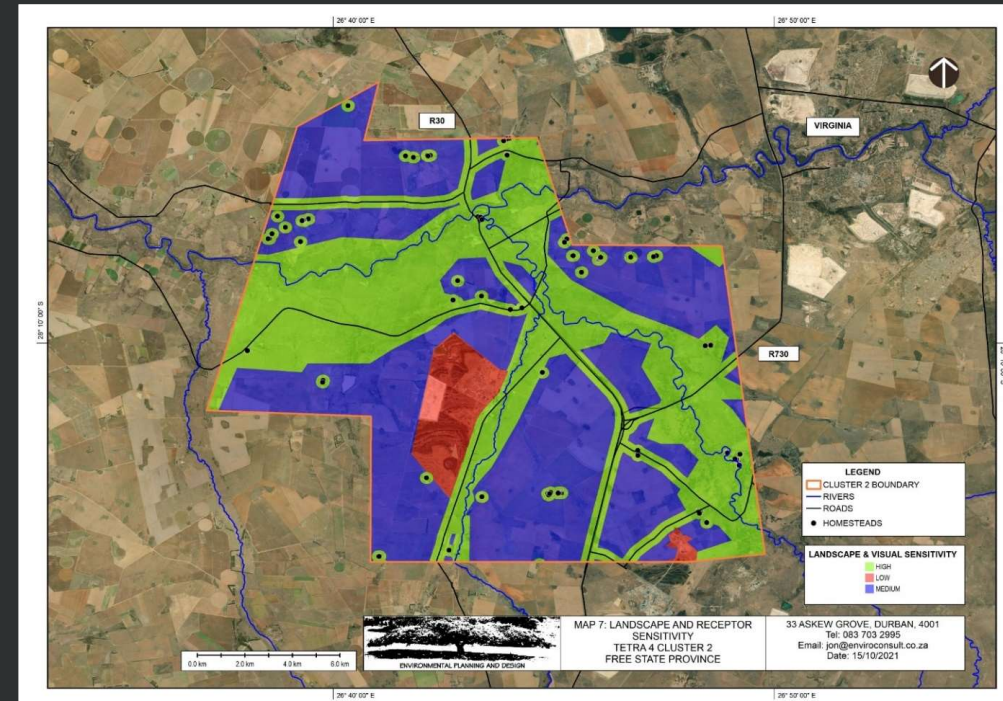 26° 40' 00" E
26° 50' 00" E
R30
VIRGINIA
28° 10' 00" S
R730
LEGEND
CLUSTER 2 BOUNDARY
RIVERS
ROADS
HOMESTEADS
LANDSCAPE & VISUAL SENSITIVITY
HIGH
LOW
MEDIUM
0.0 km 2.0 km 4.0 km 6.0 km
ENVIRONMENTAL PLANNING AND DESIGN
MAP 7: LANDSCAPE AND RECEPTOR
SENSITIVITY
TETRA 4 CLUSTER 2
FREE STATE PROVINCE
33 ASKEW GROVE, DURBAN, 4001
Tel: 083 703 2995
Email: jon@enviroconsult.co.za
Date: 15/10/2021
26° 40' 00" E
26° 50' 00" E